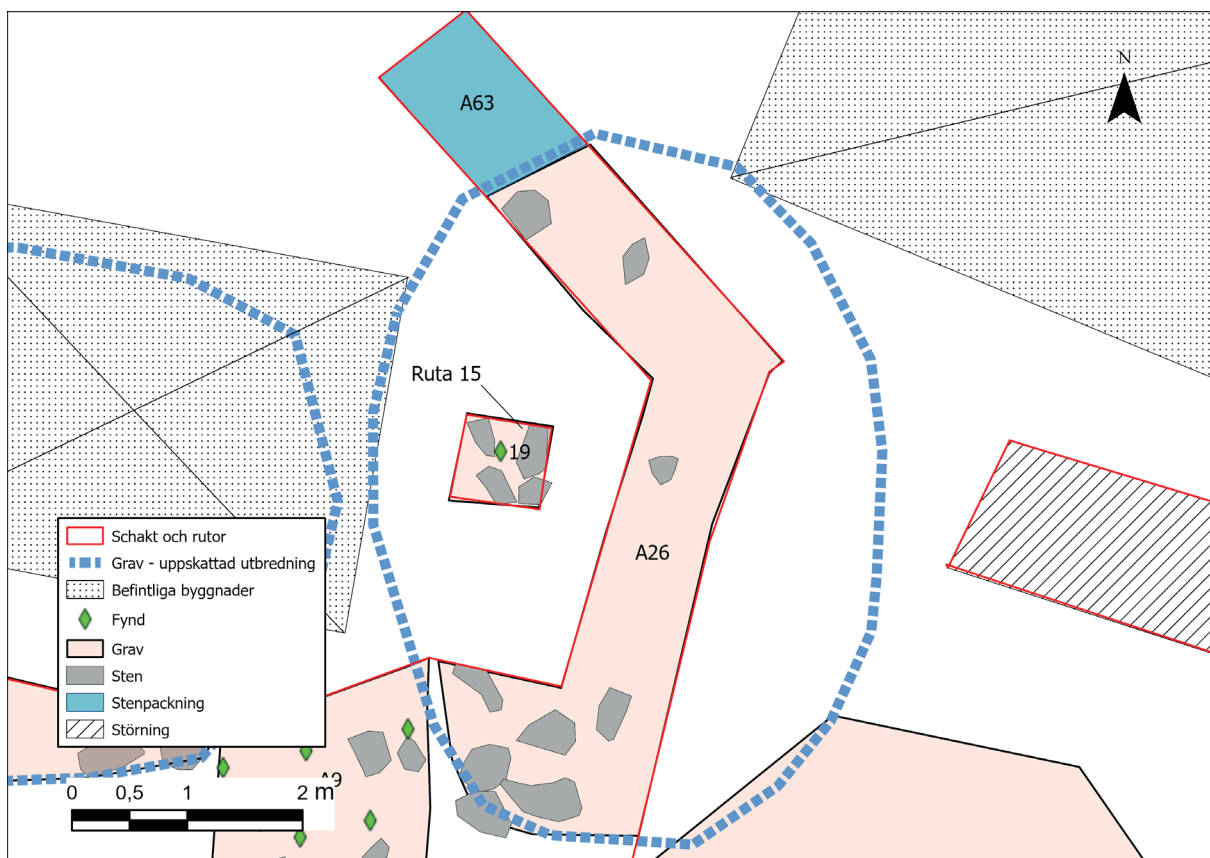 N
A63
Ruta 15
19
A26
Schakt och rutor
Grav - uppskattad utbredning
Befintliga byggnader
Fynd
Grav
Sten
Stenpackning
Störning
A9
0 0,5 1 2 m